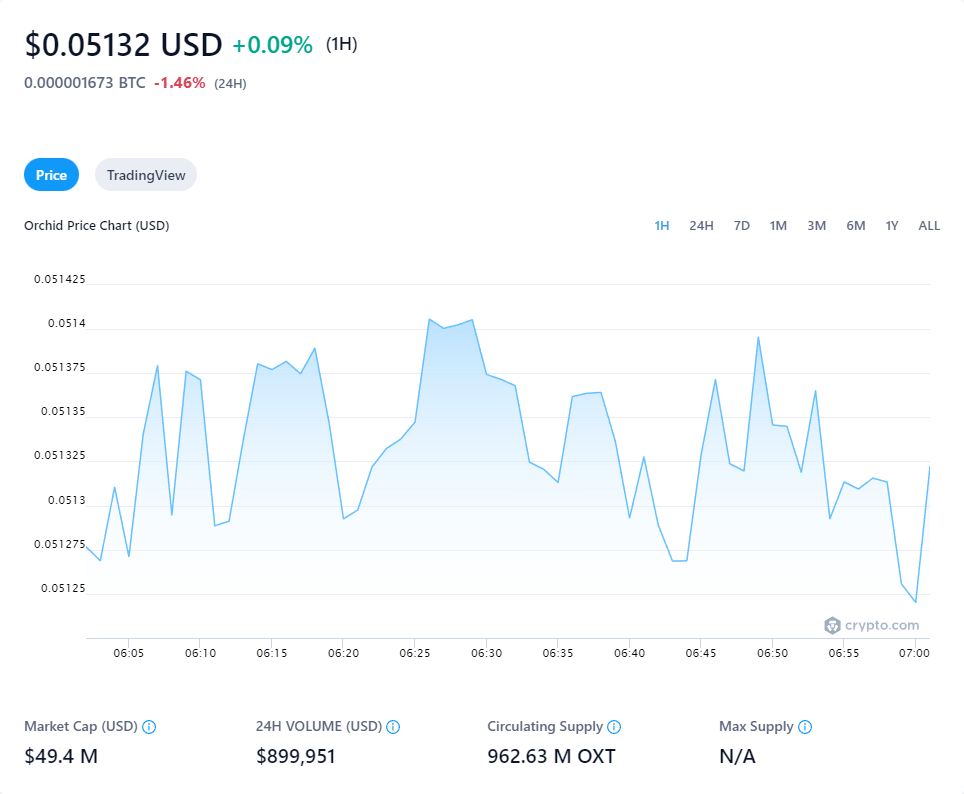 $0.05132 USD +0.09% (1H)
0.000001673 BTC -1.46% (24H)
Price TradingView
Orchid Price Chart (USD) 1H 24H 7D 1M 3M 6M 1Y ALL
0.051425
0.0514
0.051375
0.05135
0.051325
0.0513
0.051275
0.05125
crypto.com
06:05 06:10 06:15 06:20 06:25 06:30 06:35 06:40 06:45 06:50 06:55 07:00
Market Cap (USD) 24H VOLUME (USD) Circulating Supply Max Supply
$49.4 M $899,951 962.63 M OXT N/A